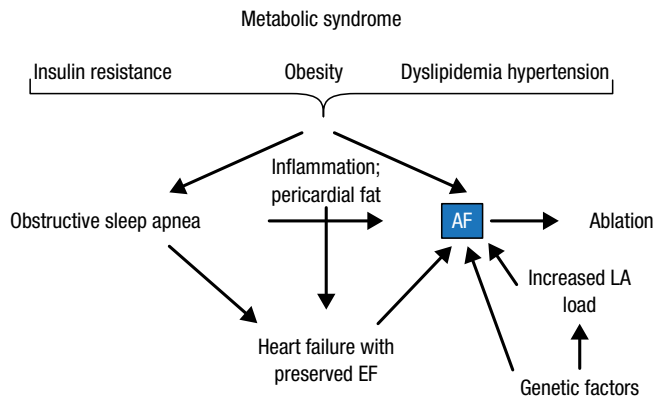 Metabolic syndrome
Insulin resistance Obesity Dyslipidemia hypertension
Inflammation;
pericardial fat
Obstructive sleep apnea AF Ablation
Increased LA
load
Heart failure with
preserved EF
Genetic factors